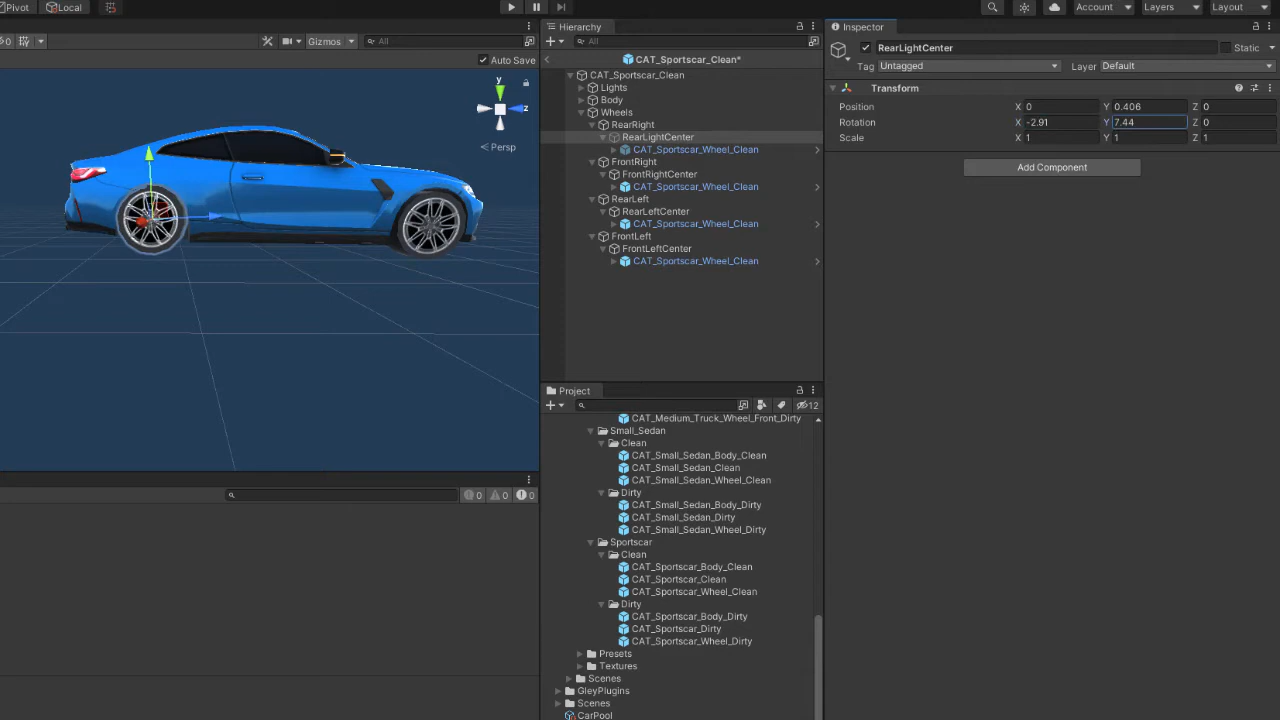 Pivot Local Account Layers Layout
Hierarchy Inspector
0 Gizmos All All RearLightCenter Static
Tag Untagged Layer Default
Auto Save CAT_Sportscar_Clean*
CAT_Sportscar_Clean
Lights Transform
Body
Position X 0 Y 0.406 Z 0
Wheels
Rotation X -2.91 Y 7.44 Z 0
RearRight
Scale X 1 Y 1 Z 1
RearLightCenter
CAT_Sportscar_Wheel_Clean
FrontRight
Add Component
FrontRightCenter
CAT_Sportscar_Wheel_Clean
RearLeft
RearLeftCenter
CAT_Sportscar_Wheel_Clean
FrontLeft
FrontLeftCenter
CAT_Sportscar_Wheel_Clean
y
z
< Persp
Project
12
CAT_Medium_Truck_Wheel_Front_Dirty
Small_Sedan
Clean
CAT_Small_Sedan_Body_Clean
CAT_Small_Sedan_Clean
CAT_Small_Sedan_Wheel_Clean
Dirty
CAT_Small_Sedan_Body_Dirty
CAT_Small_Sedan_Dirty
CAT_Small_Sedan_Wheel_Dirty
Sportscar
Clean
CAT_Sportscar_Body_Clean
CAT_Sportscar_Clean
CAT_Sportscar_Wheel_Clean
Dirty
CAT_Sportscar_Body_Dirty
CAT_Sportscar_Dirty
CAT_Sportscar_Wheel_Dirty
Presets
Textures
Scenes
GleyPlugins
Scenes
CarPool
0 0 0